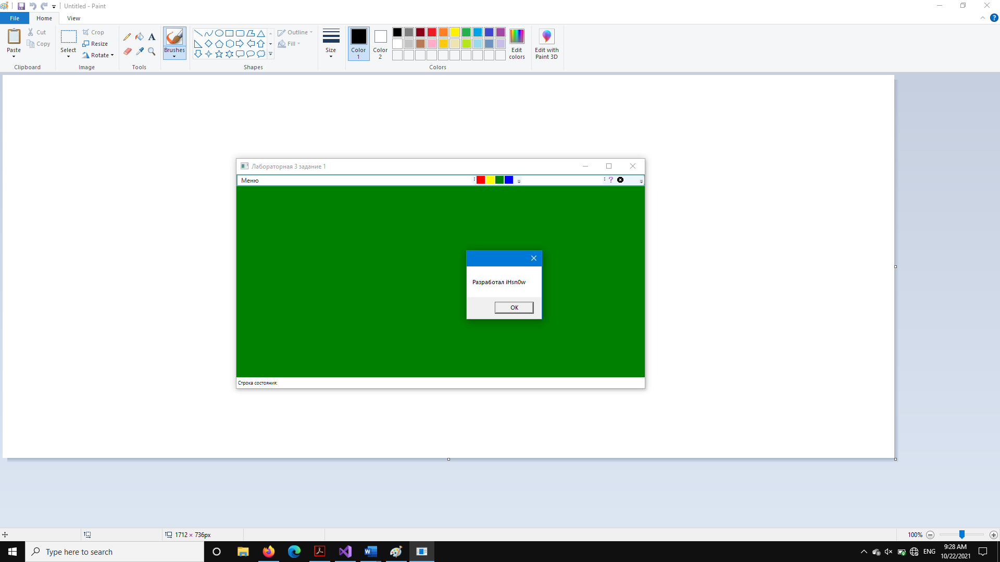 Untitled - Paint
File Home View
Paste
Cut
Copy
Clipboard
Select
Crop
Resize
Rotate
Image
A
Tools
Brushes
Shapes
Outline
Fill
Size
Color 1
Color 2
Colors
Edit colors
Edit with Paint 3D
Лабораторная 3 задание 1
Меню
?
Разработал iHsn0w
OK
Строка состояния:
1712 × 736px
100%
Type here to search
ENG
9:28 AM
10/22/2021